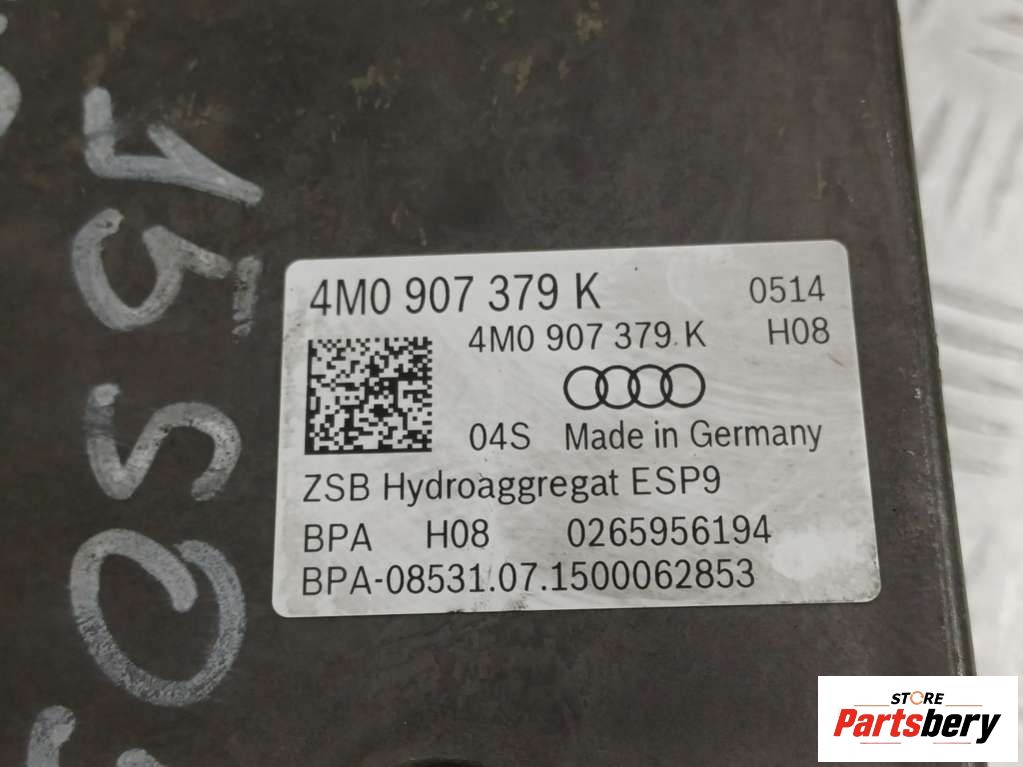 4M0 907 379 K 0514
4M0 907 379 K H08
04S Made in Germany
ZSB Hydroaggregat ESP9
BPA H08 0265956194
BPA-08531.07.1500062853
STORE
Partsbery